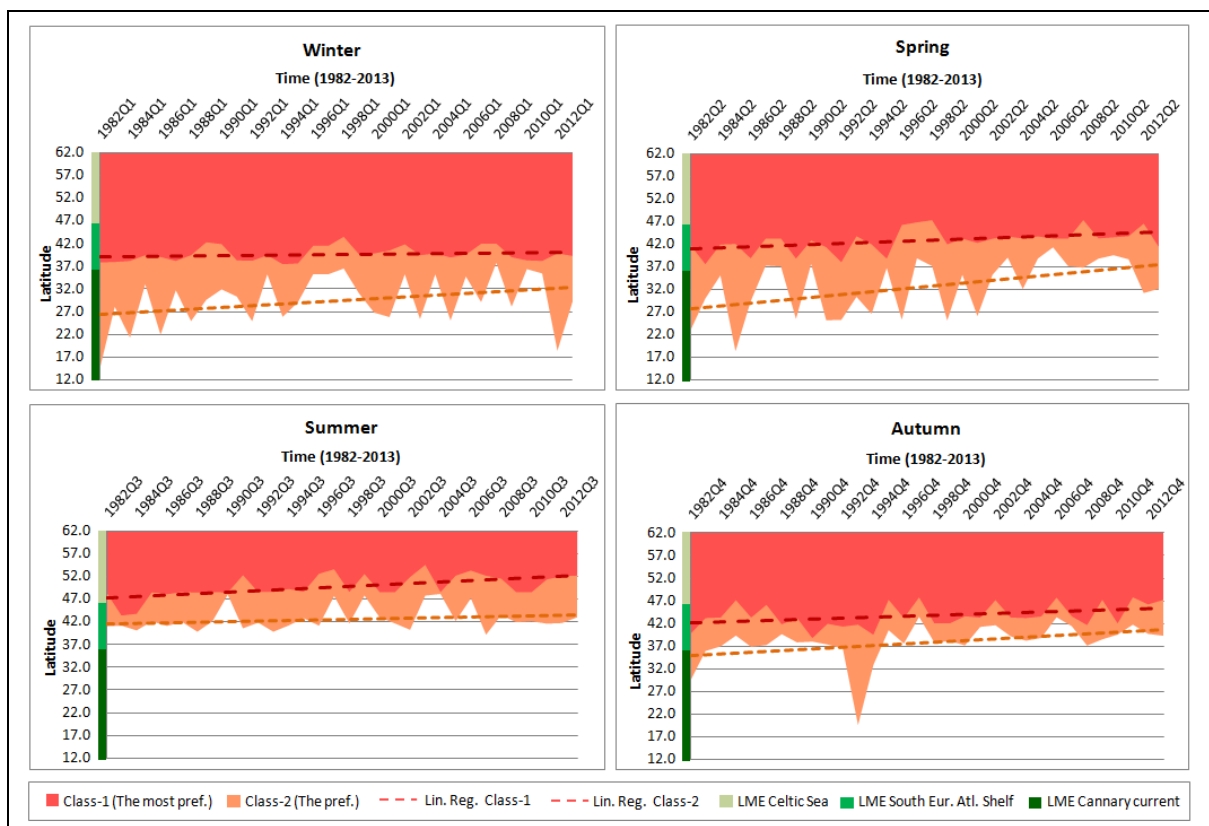 Winter
Time (1982-2013)
1982Q1
1984Q1
1986Q1
1988Q1
1990Q1
1992Q1
1994Q1
1996Q1
1998Q1
2000Q1
2002Q1
2004Q1
2006Q1
2008Q1
2010Q1
2012Q1
62.0
57.0
52.0
47.0
42.0
37.0
32.0
27.0
22.0
17.0
12.0
Latitude
Spring
Time (1982-2013)
1982Q2
1984Q2
1986Q2
1988Q2
1990Q2
1992Q2
1994Q2
1996Q2
1998Q2
2000Q2
2002Q2
2004Q2
2006Q2
2008Q2
2010Q2
2012Q2
62.0
57.0
52.0
47.0
42.0
37.0
32.0
27.0
22.0
17.0
12.0
Latitude
Summer
Time (1982-2013)
1982Q3
1984Q3
1986Q3
1988Q3
1990Q3
1992Q3
1994Q3
1996Q3
1998Q3
2000Q3
2002Q3
2004Q3
2006Q3
2008Q3
2010Q3
2012Q3
62.0
57.0
52.0
47.0
42.0
37.0
32.0
27.0
22.0
17.0
12.0
Latitude
Autumn
Time (1982-2013)
1982Q4
1984Q4
1986Q4
1988Q4
1990Q4
1992Q4
1994Q4
1996Q4
1998Q4
2000Q4
2002Q4
2004Q4
2006Q4
2008Q4
2010Q4
2012Q4
62.0
57.0
52.0
47.0
42.0
37.0
32.0
27.0
22.0
17.0
12.0
Latitude
Class-1 (The most pref.) Class-2 (The pref.) Lin. Reg. Class-1 Lin. Reg. Class-2 LME Celtic Sea LME South Eur. Atl. Shelf LME Cannary current